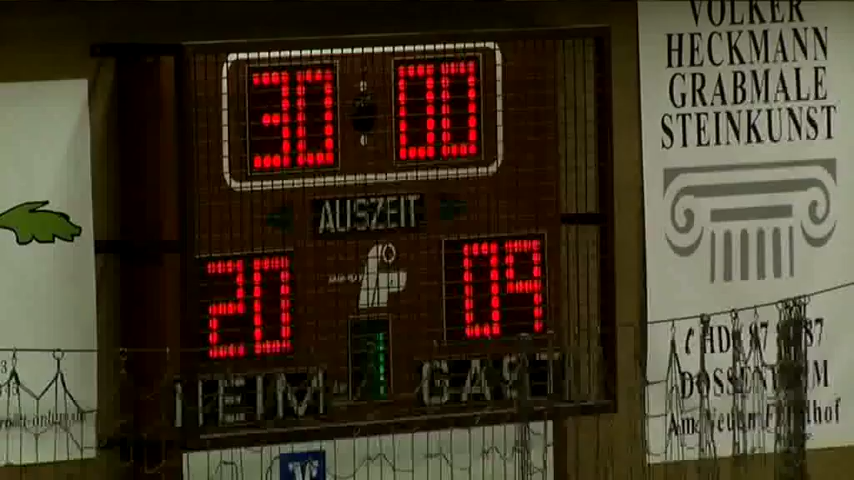 VOLKER
HECKMANN
GRABMALE
STEINKUNST
30:00
AUSZEIT
20 09
HEIM GAST